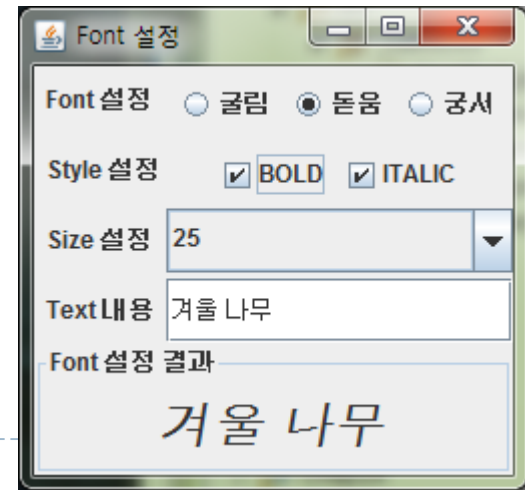 Font 설정
Font 설정 굴림 돋움 궁서
Style 설정 BOLD ITALIC
Size 설정 25
Text 내용 겨울 나무
Font 설정 결과
겨울 나무